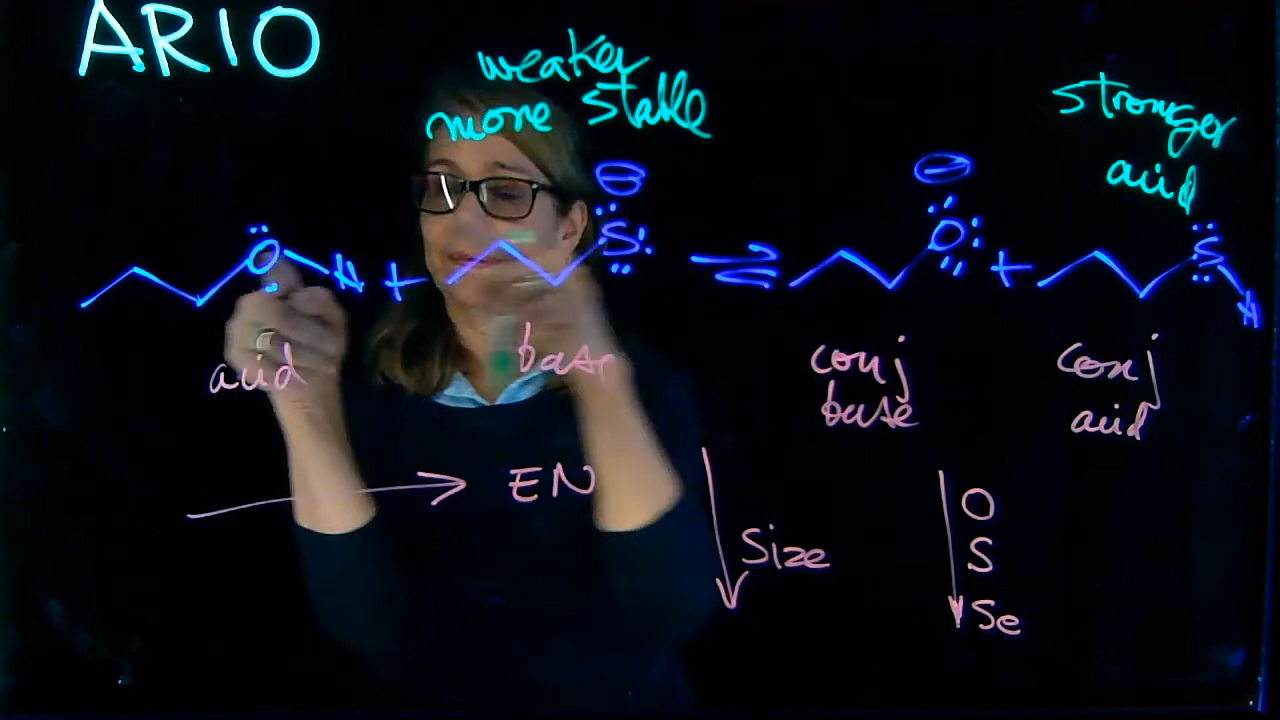 ARIO
weaker
more stable
stronger
acid
⊖
⊖
Ö H + S ⇌ O + S H
acid
base
conj
base
conj
acid
EN
Size
O
S
Se